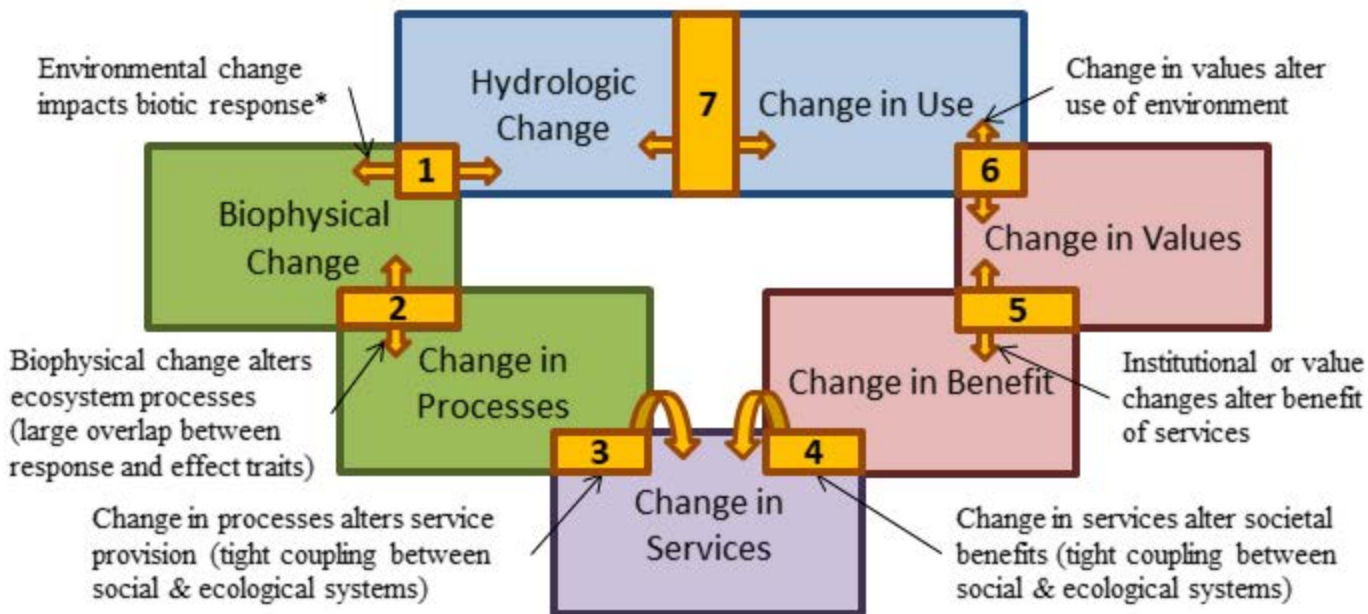 Environmental change
impacts biotic response*
Hydrologic
Change
7
Change in Use
Change in values alter
use of environment
1
6
Biophysical
Change
Change in Values
2
5
Biophysical change alters
ecosystem processes
(large overlap between
response and effect traits)
Change in
Processes
Change in Benefit
Institutional or value
changes alter benefit
of services
3
4
Change in
Services
Change in processes alters service
provision (tight coupling between
social & ecological systems)
Change in services alter societal
benefits (tight coupling between
social & ecological systems)